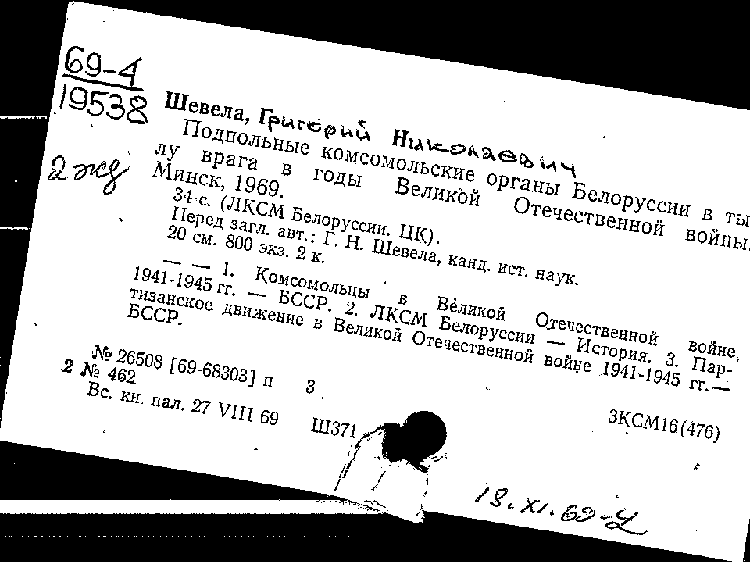 69-4
19538
2 жд
Шевела, Григорий Николаевич
Подпольные комсомольские органы Белоруссии в ты-
лу врага в годы Великой Отечественной войны.
Минск, 1969.
34 с. (ЛКСМ Белоруссии. ЦК).
Перед загл. авт.: Г. Н. Шевела, канд. ист. наук.
20 см. 800 экз. 2 к.
— — 1. Комсомольцы в Великой Отечественной войне,
1941-1945 гг. — БССР. 2. ЛКСМ Белоруссии — История. 3. Пар-
тизанское движение в Великой Отечественной войне 1941-1945 гг.—
БССР.
№ 26508 [69-68303] п 3
2 № 462
Вс. кн. пал. 27 VIII 69 Ш371
3КСМ16(476)
18.XI.69-